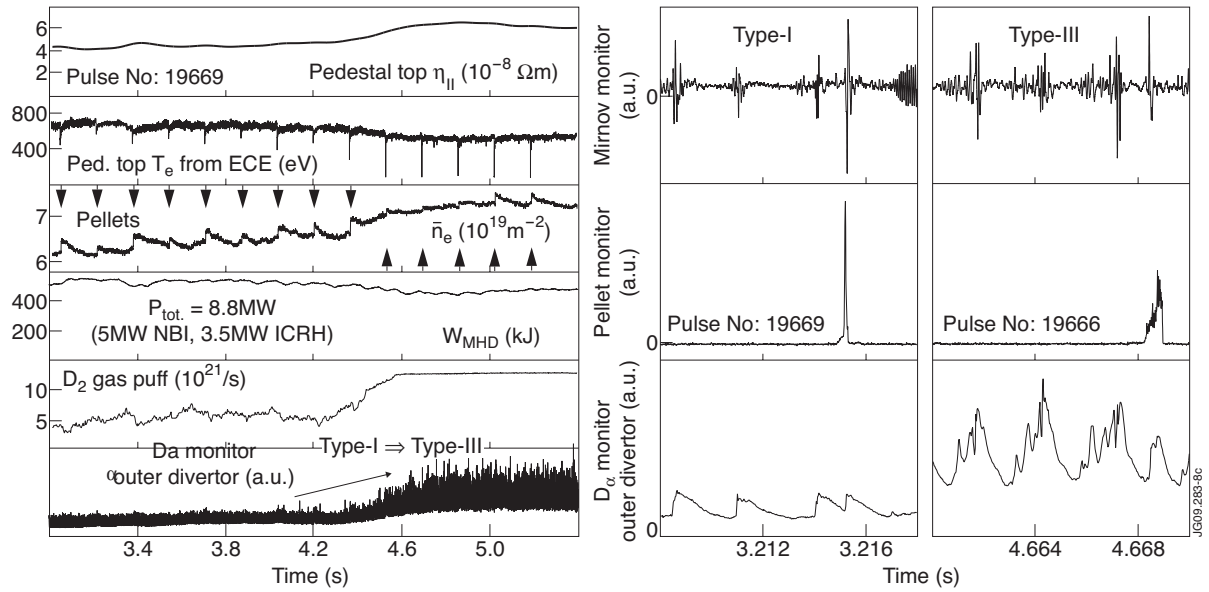 6
4
2
Pulse No: 19669
Pedestal top ηII (10−8 Ωm)
800
400
Ped. top Te from ECE (eV)
7
6
Pellets
n̄e (1019m−2)
400
200
Ptot. = 8.8MW
(5MW NBI, 3.5MW ICRH)
WMHD (kJ)
D2 gas puff (1021/s)
10
5
Type-I ⇒ Type-III
Da monitor
αouter divertor (a.u.)
3.4 3.8 4.2 4.6 5.0
Time (s)
Type-I
Type-III
Mirnov monitor
(a.u.)
0
Pellet monitor
(a.u.)
0
Pulse No: 19669
Pulse No: 19666
Dα monitor
outer divertor (a.u.)
0
3.212 3.216
4.664 4.668
Time (s)
JG09.283-8c